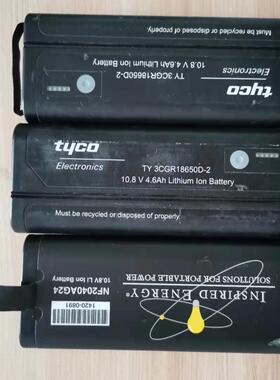 tyco
Electronics
TY 3CGR18650D-2
10.8 V 4.6Ah Lithium Ion Battery
Must be recycled or disposed of properly.
tyco
Electronics
TY 3CGR18650D-2
10.8 V 4.6Ah Lithium Ion Battery
Must be recycled or disposed of properly.
INSPIRED ENERGY®
SOLUTIONS FOR PORTABLE POWER
NF2040AG24
10.8V Li Ion Battery
1420-0891